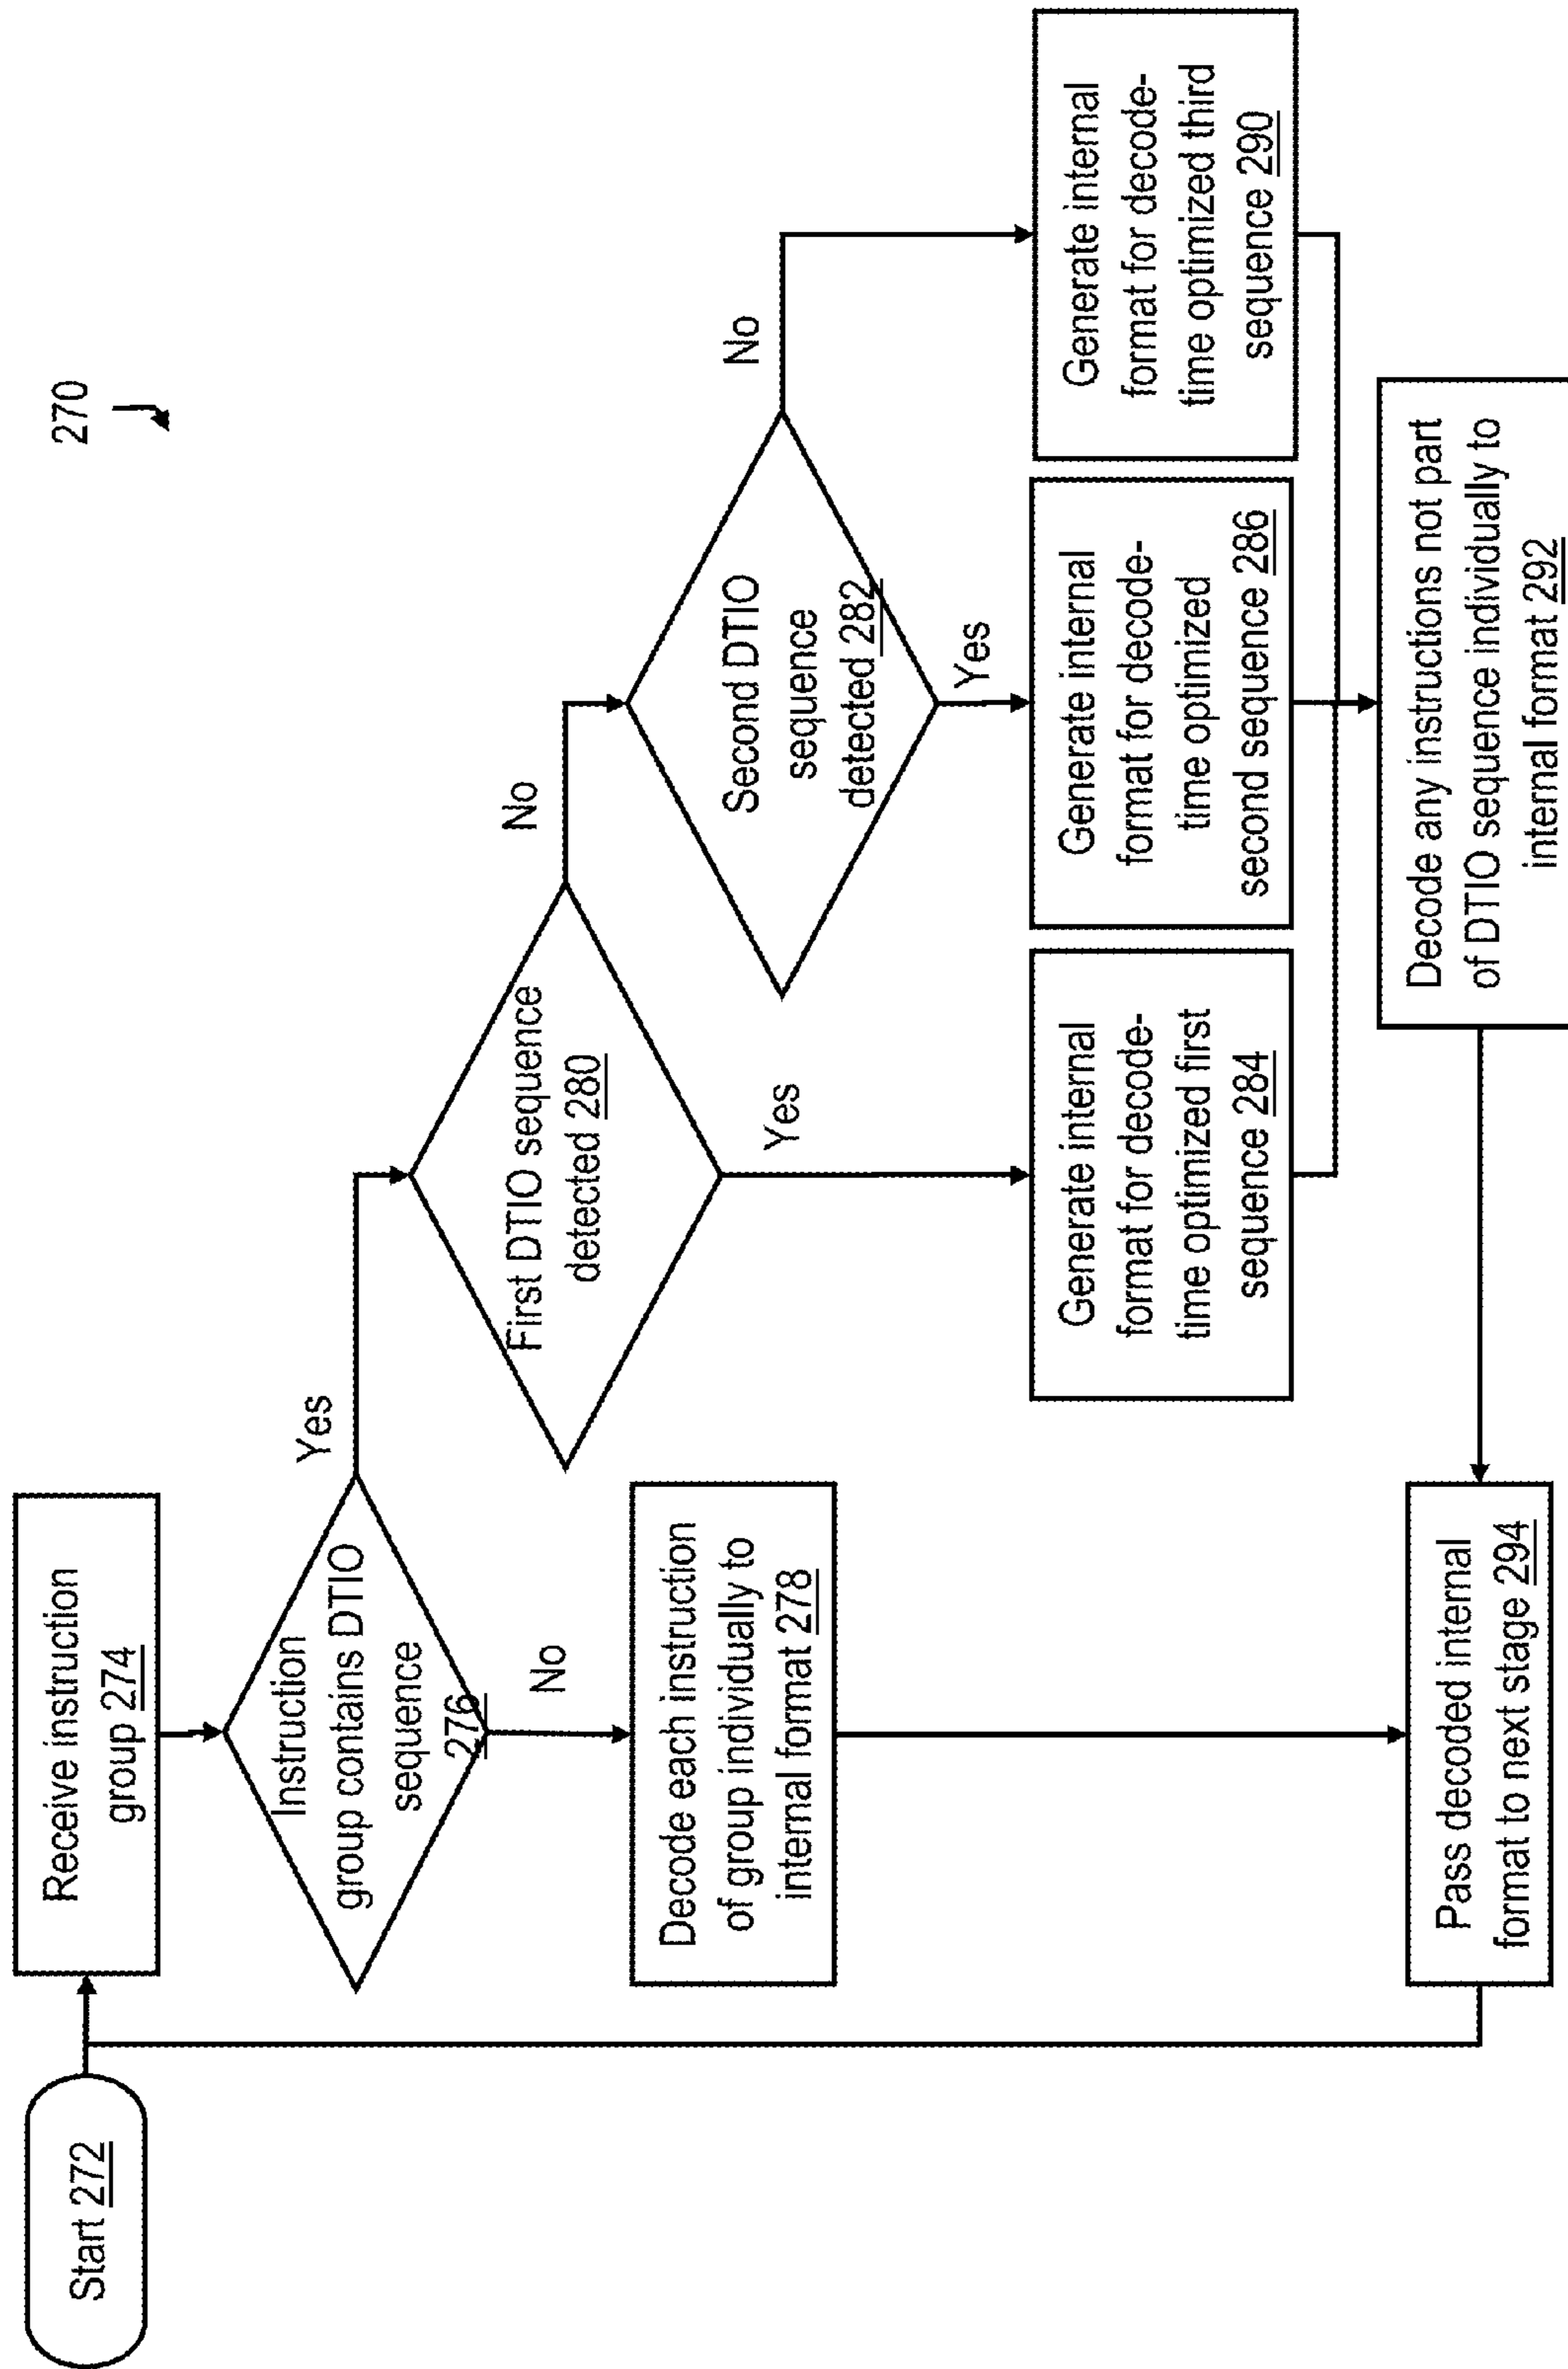 270
Start 272
Receive instruction
group 274
Instruction
group contains DTIO
sequence
276
Yes
No
Decode each instruction
of group individually to
internal format 278
First DTIO sequence
detected 280
No
Yes
Second DTIO
sequence
detected 282
No
Yes
Generate internal
format for decode-
time optimized first
sequence 284
Generate internal
format for decode-
time optimized
second sequence 286
Generate internal
format for decode-
time optimized third
sequence 290
Decode any instructions not part
of DTIO sequence individually to
internal format 292
Pass decoded internal
format to next stage 294